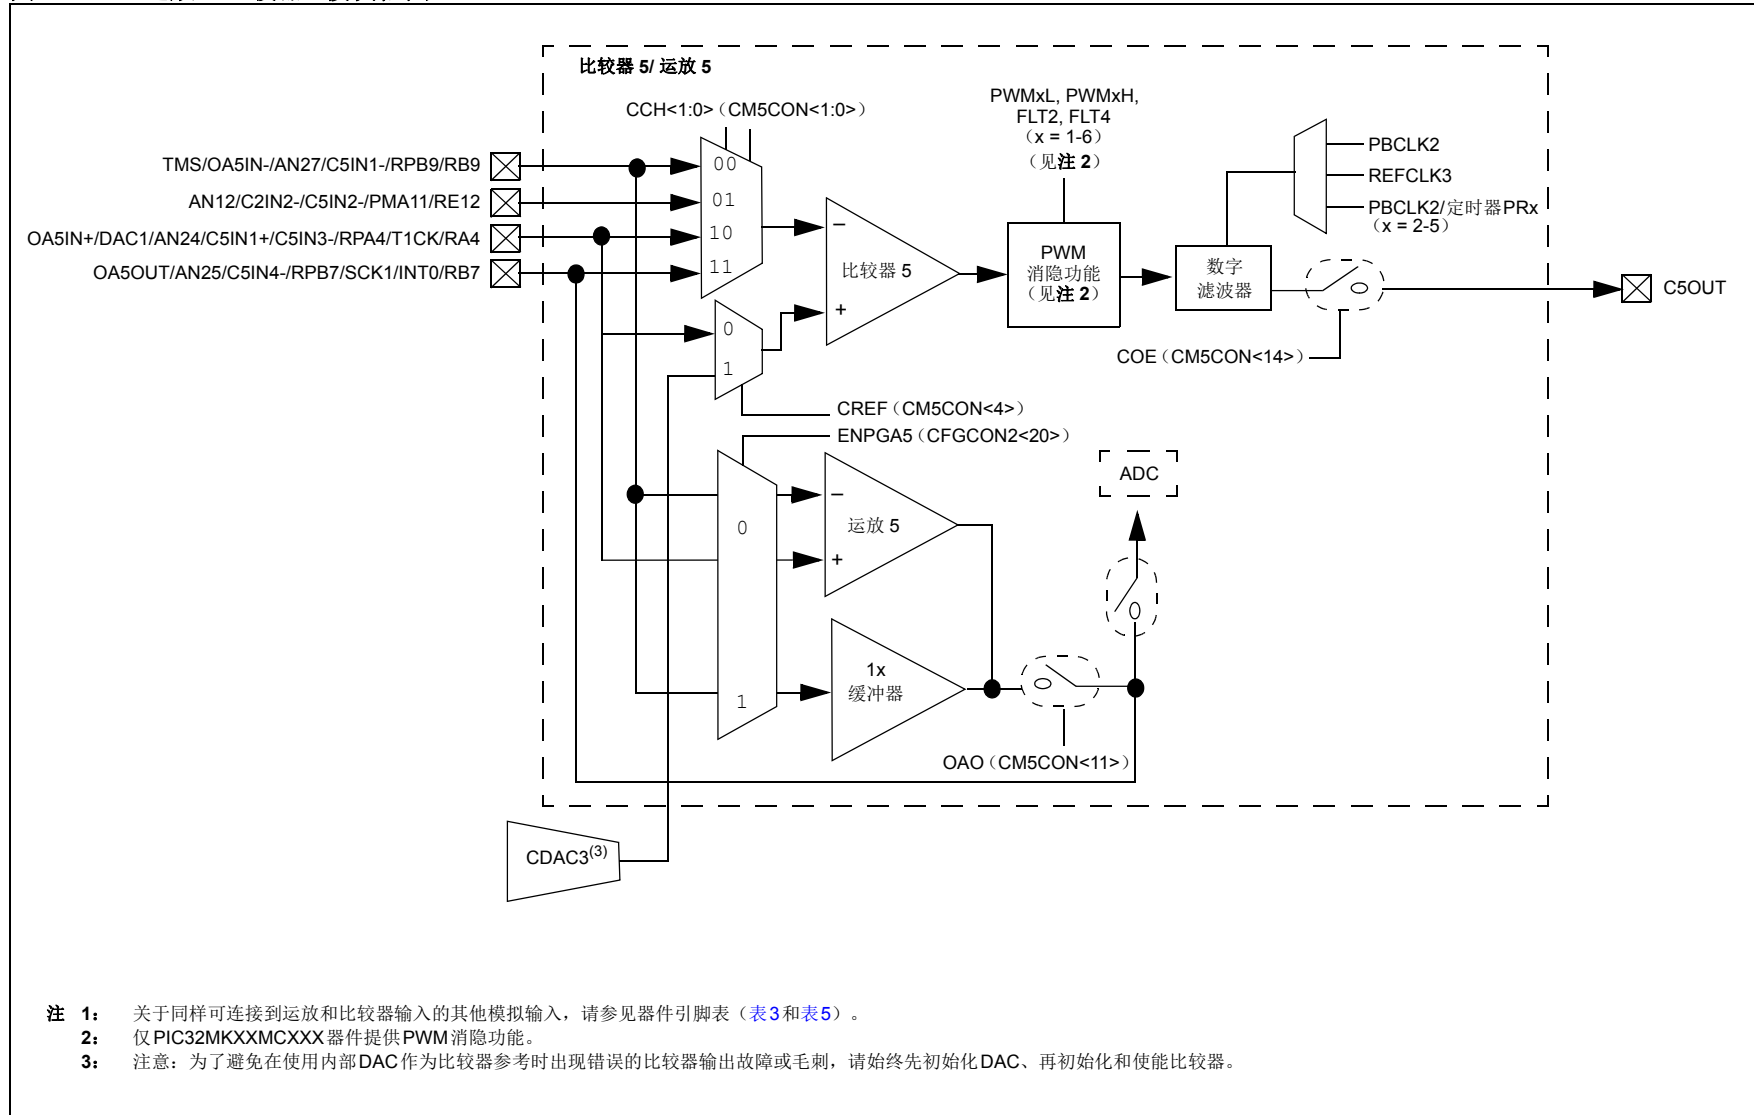 比较器 5/ 运放 5
CCH<1:0>（CM5CON<1:0>）
PWMxL, PWMxH,
FLT2, FLT4
（x = 1-6）
（见注 2）
TMS/OA5IN-/AN27/C5IN1-/RPB9/RB9
AN12/C2IN2-/C5IN2-/PMA11/RE12
OA5IN+/DAC1/AN24/C5IN1+/C5IN3-/RPA4/T1CK/RA4
OA5OUT/AN25/C5IN4-/RPB7/SCK1/INT0/RB7
00
01
10
11
−
比较器 5
+
PWM
消隐功能
（见注 2）
数字
滤波器
PBCLK2
REFCLK3
PBCLK2/定时器PRx
（x = 2-5）
C5OUT
COE（CM5CON<14>）
0
1
CREF（CM5CON<4>）
ENPGA5（CFGCON2<20>）
0
1
−
运放 5
+
1x
缓冲器
ADC
OAO（CM5CON<11>）
CDAC3(3)
注 1： 关于同样可连接到运放和比较器输入的其他模拟输入，请参见器件引脚表（表3和表5）。
2： 仅PIC32MKXXMCXXX器件提供PWM消隐功能。
3： 注意：为了避免在使用内部DAC作为比较器参考时出现错误的比较器输出故障或毛刺，请始终先初始化DAC、再初始化和使能比较器。